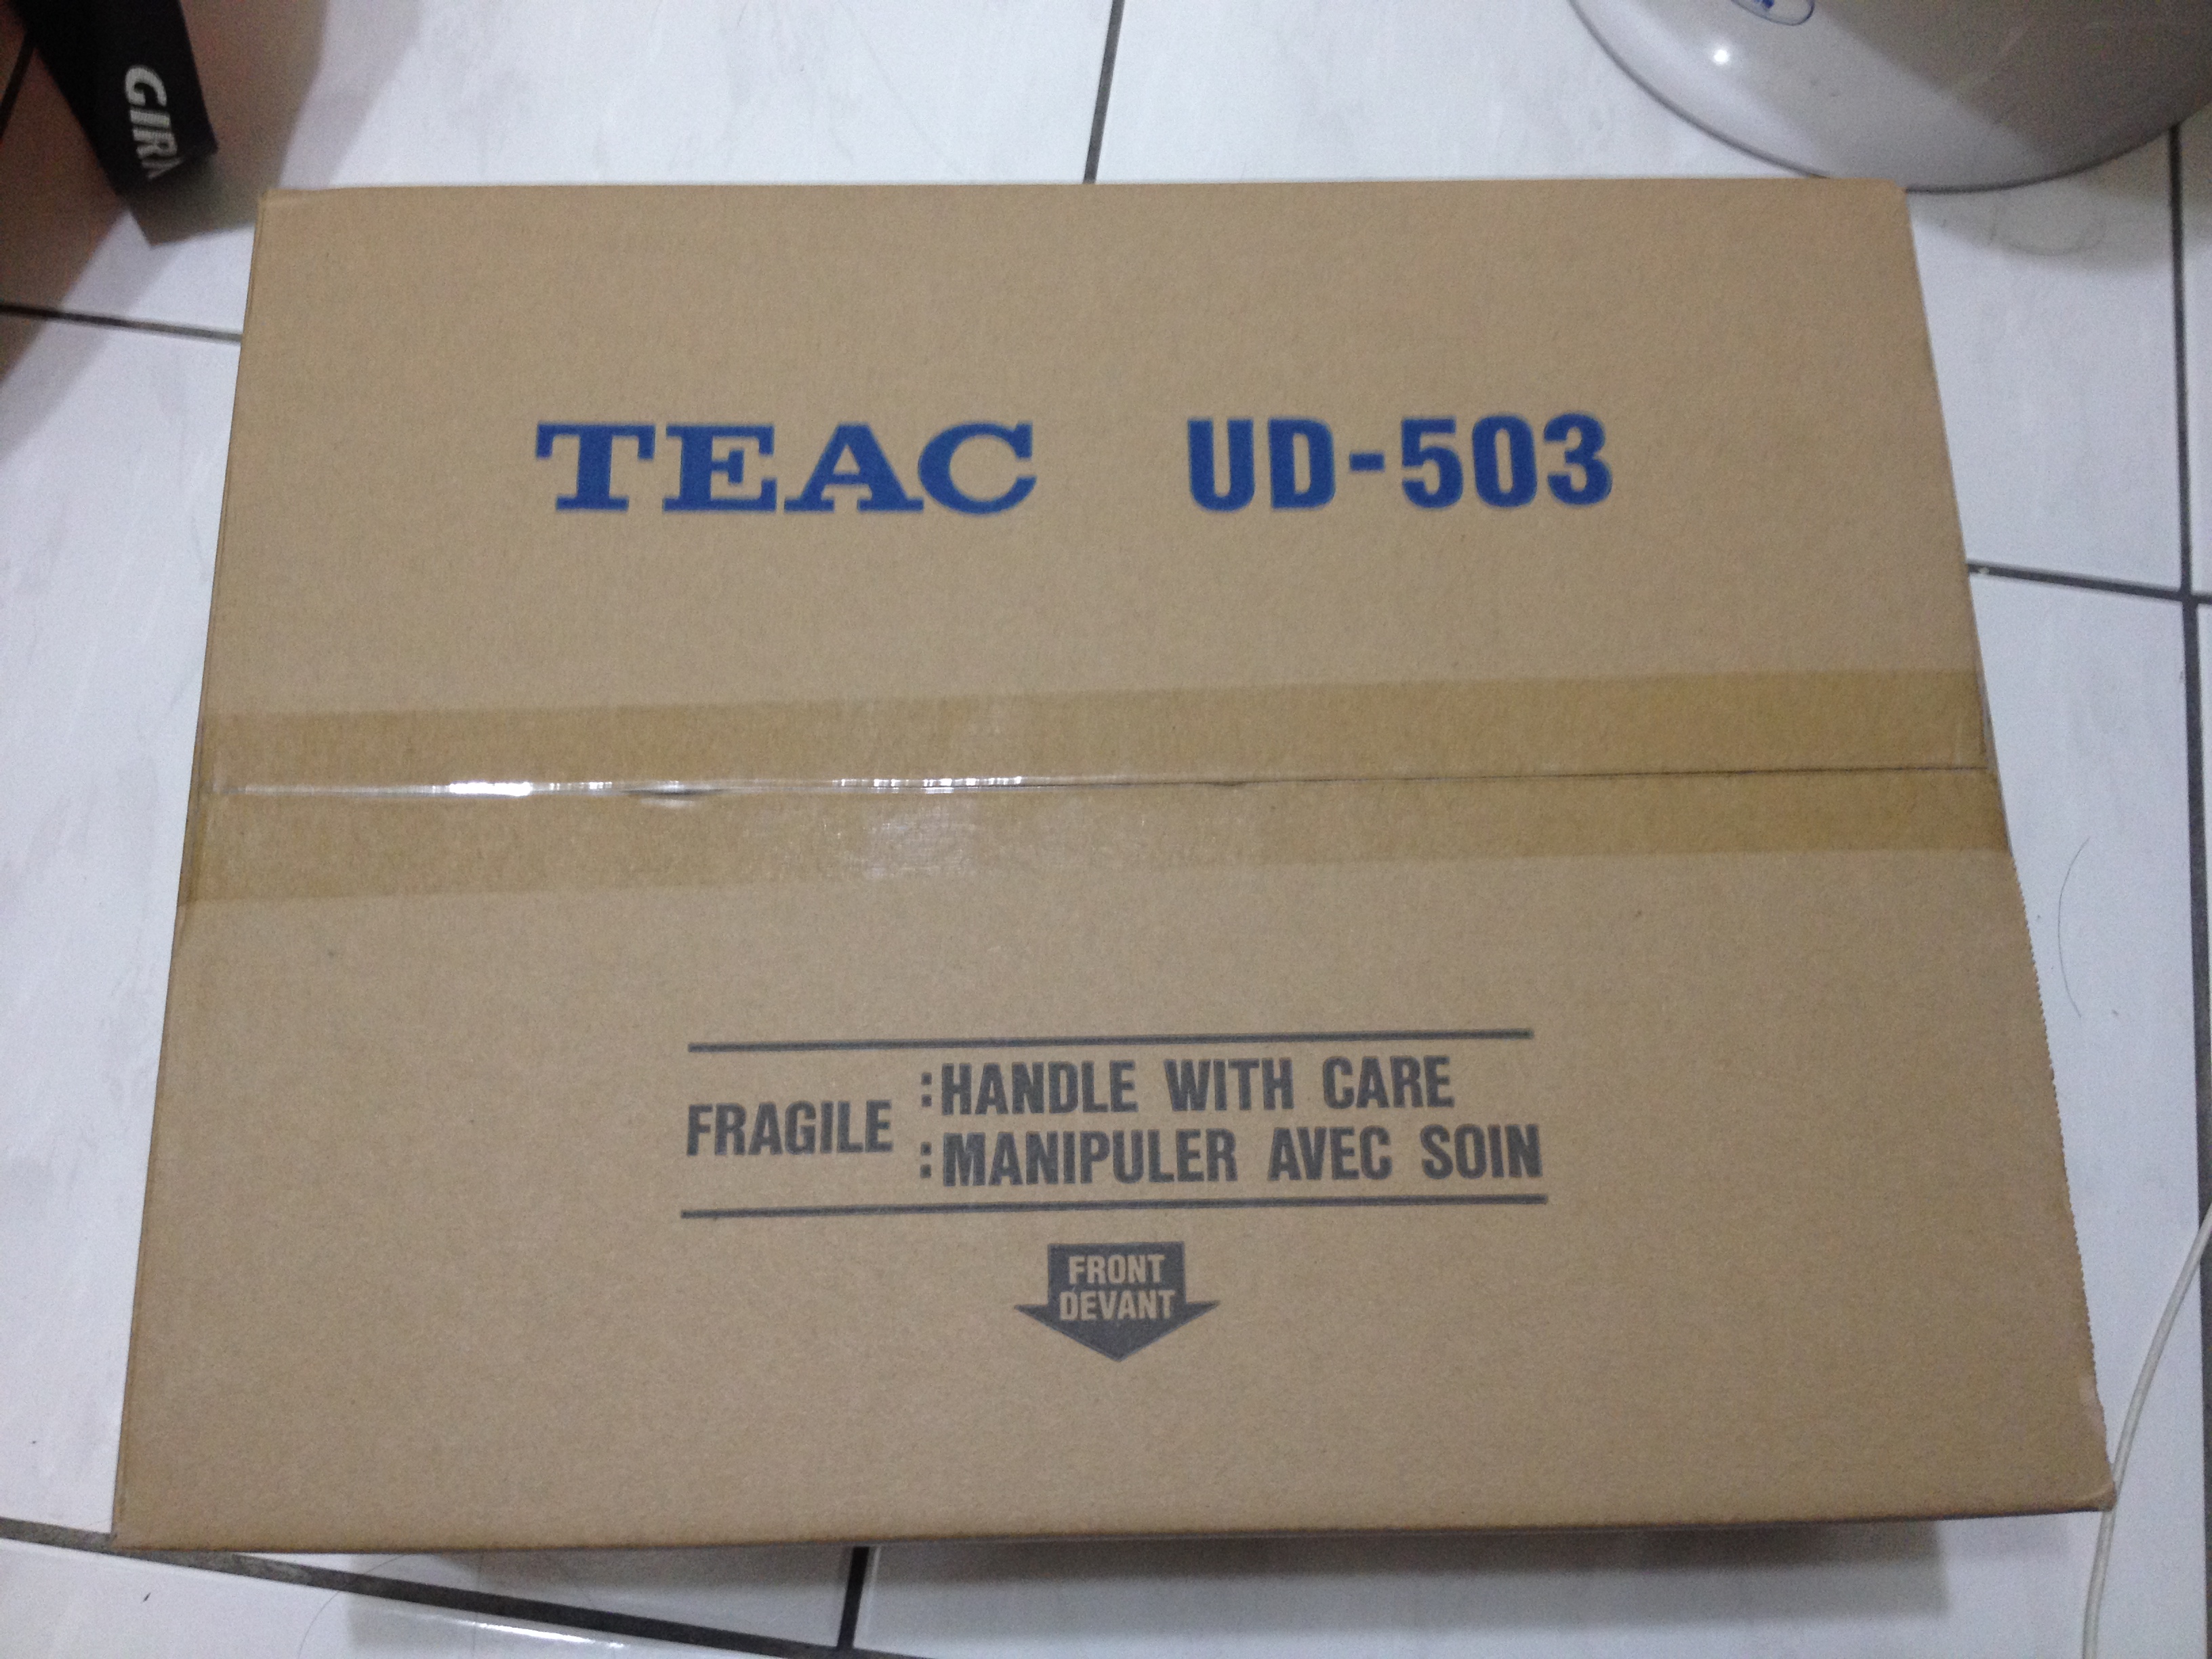 TEAC UD-503
FRAGILE :HANDLE WITH CARE
:MANIPULER AVEC SOIN
FRONT
DEVANT